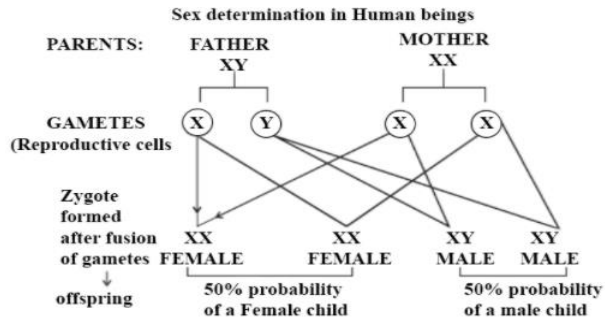 Sex determination in Human beings
PARENTS: FATHER MOTHER
XY XX
GAMETES X Y X X
(Reproductive cells
Zygote
formed
after fusion XX XX XY XY
of gametes FEMALE FEMALE MALE MALE
offspring 50% probability 50% probability
of a Female child of a male child